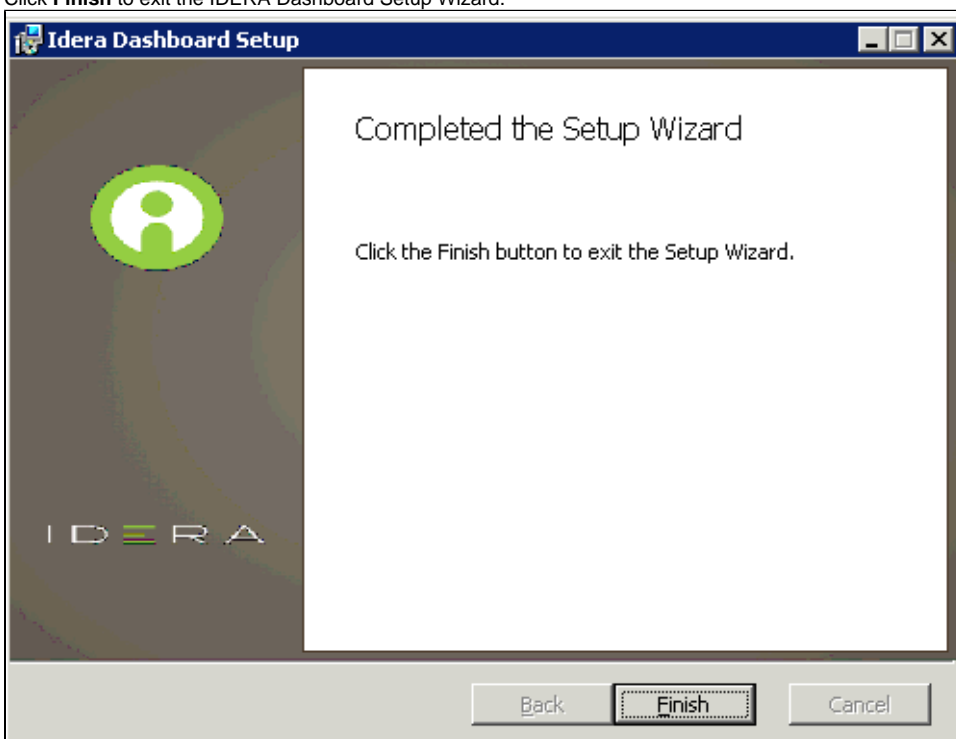 Click Finish to exit the IDERA Dashboard Setup Wizard.
Idera Dashboard Setup
Completed the Setup Wizard
Click the Finish button to exit the Setup Wizard.
IDERA
Back
Finish
Cancel